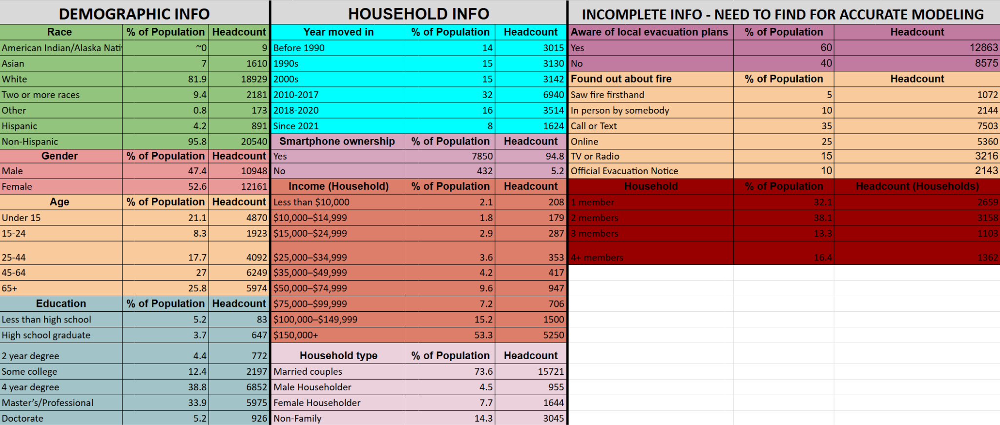 DEMOGRAPHIC INFO
Race % of Population Headcount
American Indian/Alaska Nativ ~0 9
Asian 7 1610
White 81.9 18929
Two or more races 9.4 2181
Other 0.8 173
Hispanic 4.2 891
Non-Hispanic 95.8 20540
Gender % of Population Headcount
Male 47.4 10948
Female 52.6 12161
Age % of Population Headcount
Under 15 21.1 4870
15-24 8.3 1923
25-44 17.7 4092
45-64 27 6249
65+ 25.8 5974
Education % of Population Headcount
Less than high school 5.2 83
High school graduate 3.7 647
2 year degree 4.4 772
Some college 12.4 2197
4 year degree 38.8 6852
Master’s/Professional 33.9 5975
Doctorate 5.2 926
HOUSEHOLD INFO
Year moved in % of Population Headcount
Before 1990 14 3015
1990s 15 3130
2000s 15 3142
2010-2017 32 6940
2018-2020 16 3514
Since 2021 8 1624
Smartphone ownership % of Population Headcount
Yes 7850 94.8
No 432 5.2
Income (Household) % of Population Headcount
Less than $10,000 2.1 208
$10,000–$14,999 1.8 179
$15,000–$24,999 2.9 287
$25,000–$34,999 3.6 353
$35,000–$49,999 4.2 417
$50,000–$74,999 9.6 947
$75,000–$99,999 7.2 706
$100,000–$149,999 15.2 1500
$150,000+ 53.3 5250
Household type % of Population Headcount
Married couples 73.6 15721
Male Householder 4.5 955
Female Householder 7.7 1644
Non-Family 14.3 3045
INCOMPLETE INFO - NEED TO FIND FOR ACCURATE MODELING
Aware of local evacuation plans % of Population Headcount
Yes 60 12863
No 40 8575
Found out about fire % of Population Headcount
Saw fire firsthand 5 1072
In person by somebody 10 2144
Call or Text 35 7503
Online 25 5360
TV or Radio 15 3216
Official Evacuation Notice 10 2143
Household % of Population Headcount (Households)
1 member 32.1 2659
2 members 38.1 3158
3 members 13.3 1103
4+ members 16.4 1362